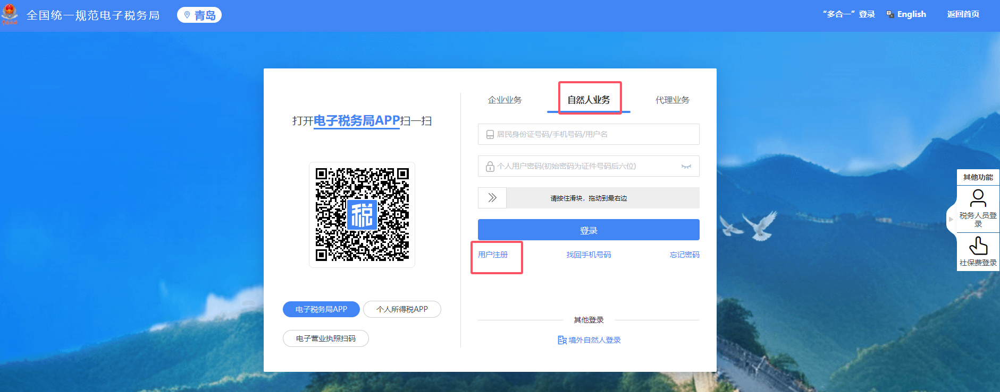 全国统一规范电子税务局
青岛
“多合一”登录
English
返回首页
打开电子税务局APP扫一扫
税
电子税务局APP
个人所得税APP
电子营业执照扫码
企业业务
自然人业务
代理业务
居民身份证号码/手机号码/用户名
个人用户密码(初始密码为证件号码后六位)
请按住滑块，拖动到最右边
登录
用户注册
找回手机号码
忘记密码
其他登录
境外自然人登录
其他功能
税务人员登
录
社保费登录